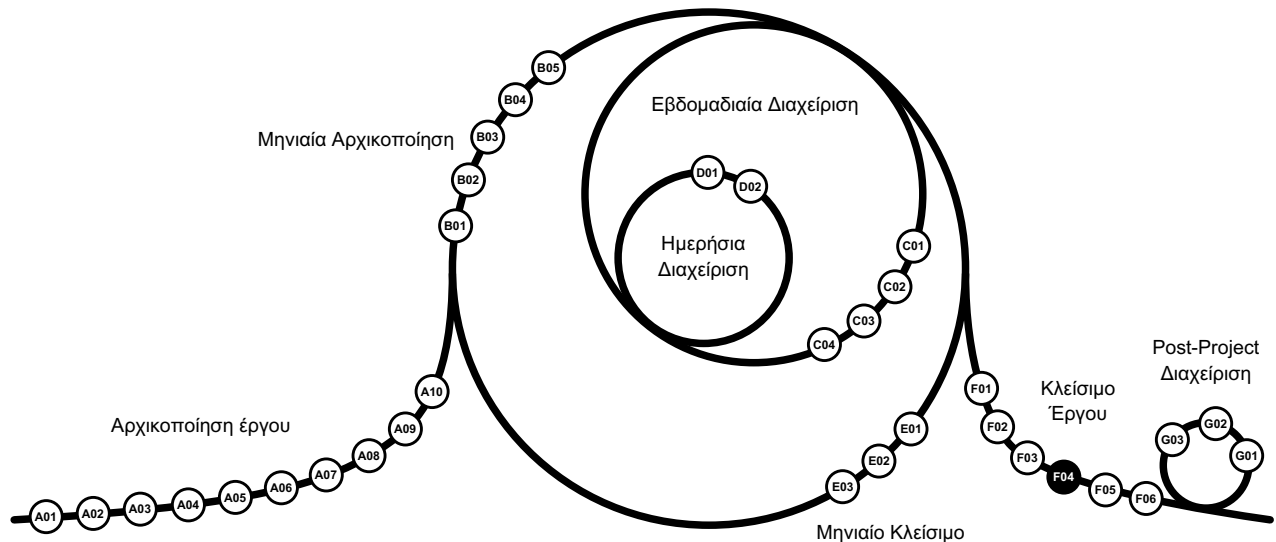 B05
B04
Εβδομαδιαία Διαχείριση
B03
Μηνιαία Αρχικοποίηση
B02
D01
D02
B01
Ημερήσια
Διαχείριση
C01
C02
C03
C04
Post-Project
Διαχείριση
A10
F01
Κλείσιμο
Έργου
Αρχικοποίηση έργου
A09
E01
F02
G02
G03
G01
A08
E02
F03
A07
F04
A06
E03
F05
A05
F06
A04
A03
A02
A01
Μηνιαίο Κλείσιμο